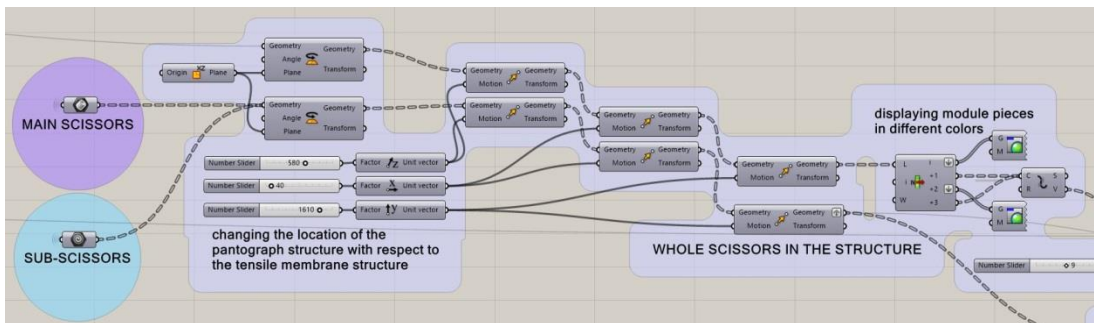 MAIN SCISSORS
SUB-SCISSORS
Origin XZ Plane
Geometry Geometry
Angle
Plane Transform
Geometry Geometry
Angle
Plane Transform
Geometry Geometry
Motion Transform
Geometry Geometry
Motion Transform
Number Slider 580
Factor Z Unit vector
Number Slider 40
Factor X Unit vector
Number Slider 1610
Factor y Unit vector
changing the location of the
pantograph structure with respect to
the tensile membrane structure
Geometry Geometry
Motion Transform
Geometry Geometry
Motion Transform
Geometry Geometry
Motion Transform
Geometry Geometry
Motion Transform
WHOLE SCISSORS IN THE STRUCTURE
displaying module pieces
in different colors
L i
i N +1
+2
W +3
G
M
C S
R V
G
M
Number Slider 9